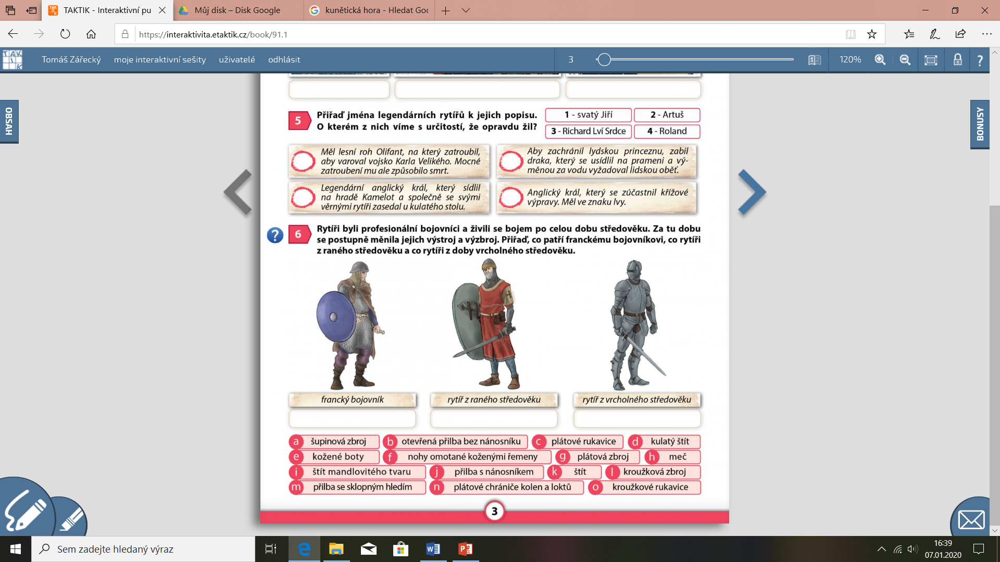 TAKTIK - Interaktivní pu
Můj disk – Disk Google
kunětická hora - Hledat Goo
https://interaktivita.etaktik.cz/book/91.1
TAK
TIK
Tomáš Zářecký
moje interaktivní sešity
uživatelé
odhlásit
3
120%
OBSAH
BONUSY
5
Přiřaď jména legendárních rytířů k jejich popisu.
O kterém z nich víme s určitostí, že opravdu žil?
1 - svatý Jiří
2 - Artuš
3 - Richard Lví Srdce
4 - Roland
Měl lesní roh Olifant, na který zatroubil,
aby varoval vojsko Karla Velikého. Mocné
zatroubení mu ale způsobilo smrt.
Aby zachránil lydskou princeznu, zabil
draka, který se usídlil na prameni a vý-
měnou za vodu vyžadoval lidskou oběť.
Legendární anglický král, který sídlil
na hradě Kamelot a společně se svými
věrnými rytíři zasedal u kulatého stolu.
Anglický král, který se zúčastnil křížové
výpravy. Měl ve znaku lvy.
?
6
Rytíři byli profesionální bojovníci a živili se bojem po celou dobu středověku. Za tu dobu
se postupně měnila jejich výstroj a výzbroj. Přiřaď, co patří franckému bojovníkovi, co rytíři
z raného středověku a co rytíři z doby vrcholného středověku.
francký bojovník
rytíř z raného středověku
rytíř z vrcholného středověku
a šupinová zbroj
b otevřená přilba bez nánosníku
c plátové rukavice
d kulatý štít
e kožené boty
f nohy omotané koženými řemeny
g plátová zbroj
h meč
i štít mandlovitého tvaru
j přilba s nánosníkem
k štít
l kroužková zbroj
m přilba se sklopným hledím
n plátové chrániče kolen a loktů
o kroužkové rukavice
3
Sem zadejte hledaný výraz
16:39
07.01.2020